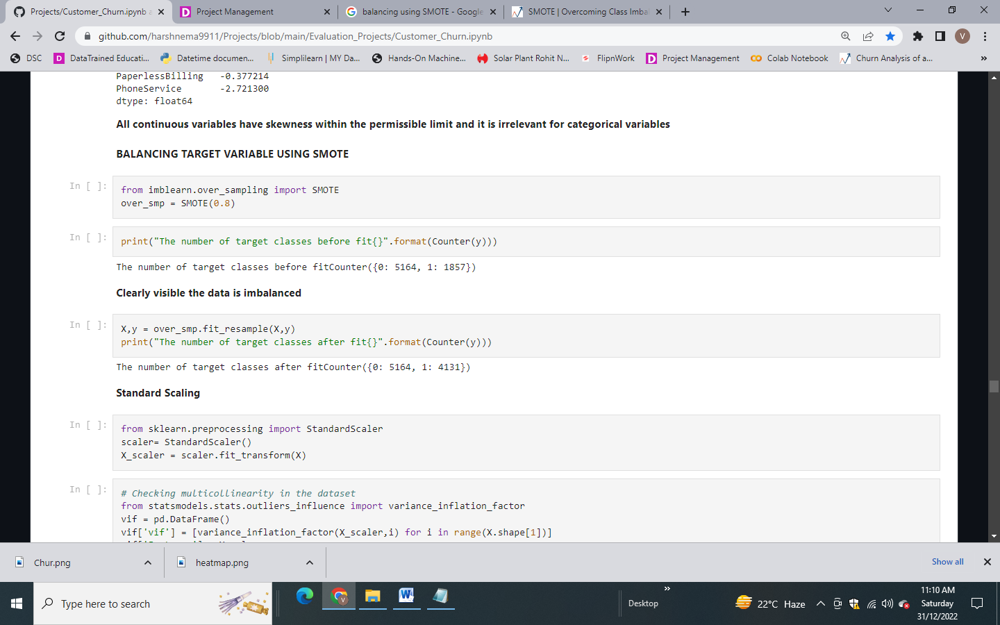 Projects/Customer_Churn.ipynb a
Project Management
balancing using SMOTE - Google
SMOTE | Overcoming Class Imbal
github.com/harshnema9911/Projects/blob/main/Evaluation_Projects/Customer_Churn.ipynb
V
DSC
DataTrained Educati...
Datetime documen...
Simplilearn | MY Da...
Hands-On Machine...
Solar Plant Rohit N...
FlipnWork
Project Management
Colab Notebook
Churn Analysis of a...
»
PaperlessBilling -0.377214
PhoneService -2.721300
dtype: float64
All continuous variables have skewness within the permissible limit and it is irrelevant for categorical variables
BALANCING TARGET VARIABLE USING SMOTE
In [ ]:
from imblearn.over_sampling import SMOTE
over_smp = SMOTE(0.8)
In [ ]:
print("The number of target classes before fit{}".format(Counter(y)))
The number of target classes before fitCounter({0: 5164, 1: 1857})
Clearly visible the data is imbalanced
In [ ]:
X,y = over_smp.fit_resample(X,y)
print("The number of target classes after fit{}".format(Counter(y)))
The number of target classes after fitCounter({0: 5164, 1: 4131})
Standard Scaling
In [ ]:
from sklearn.preprocessing import StandardScaler
scaler= StandardScaler()
X_scaler = scaler.fit_transform(X)
In [ ]:
# Checking multicollinearity in the dataset
from statsmodels.stats.outliers_influence import variance_inflation_factor
vif = pd.DataFrame()
vif['vif'] = [variance_inflation_factor(X_scaler,i) for i in range(X.shape[1])]
Chur.png
heatmap.png
Show all
Type here to search
Desktop
»
22°C Haze
11:10 AM
Saturday
31/12/2022